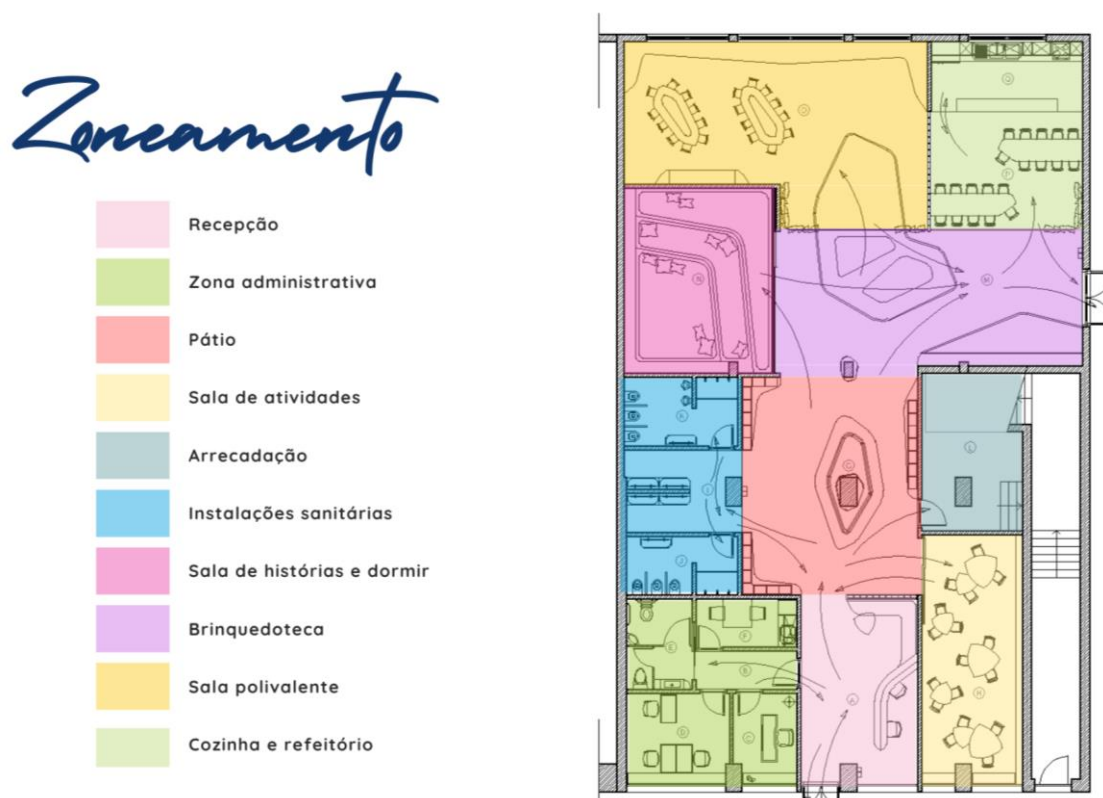 Zoneamento
Recepção
Zona administrativa
Pátio
Sala de atividades
Arrecadação
Instalações sanitárias
Sala de histórias e dormir
Brinquedoteca
Sala polivalente
Cozinha e refeitório